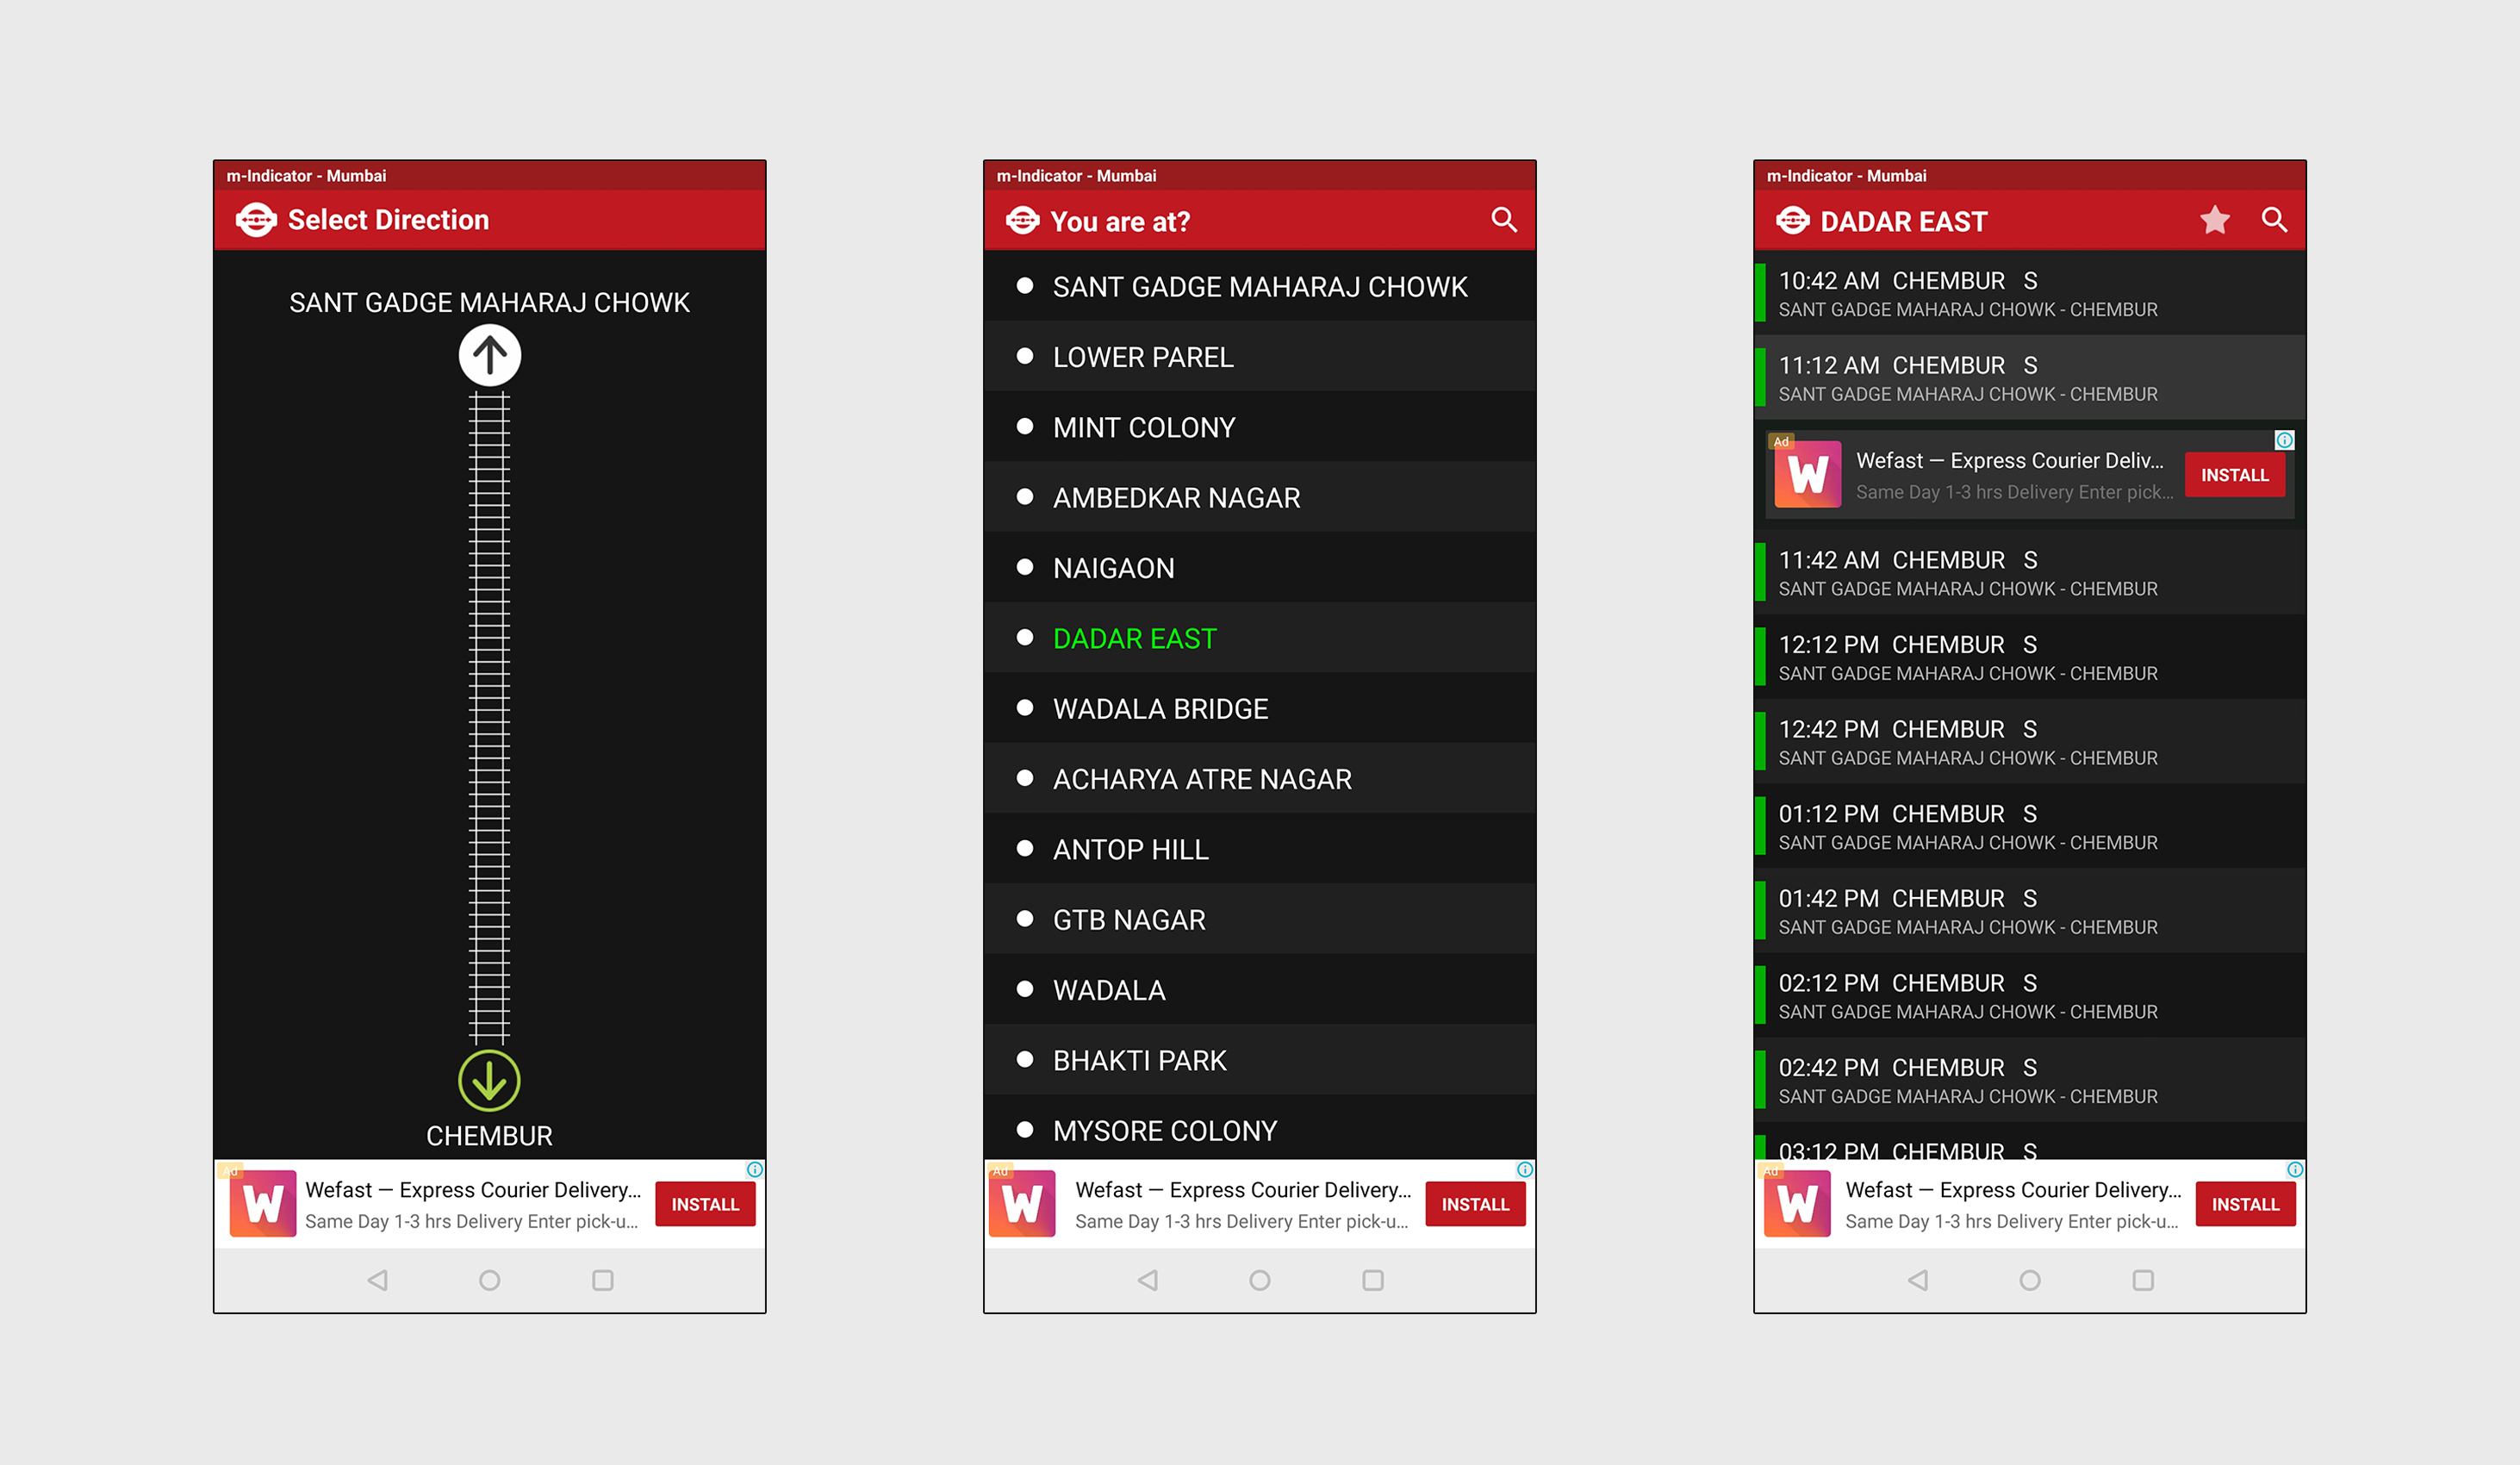 m-Indicator - Mumbai
Select Direction
SANT GADGE MAHARAJ CHOWK
CHEMBUR
Ad
W
Wefast — Express Courier Delivery...
Same Day 1-3 hrs Delivery Enter pick-u...
INSTALL
m-Indicator - Mumbai
You are at?
SANT GADGE MAHARAJ CHOWK
LOWER PAREL
MINT COLONY
AMBEDKAR NAGAR
NAIGAON
DADAR EAST
WADALA BRIDGE
ACHARYA ATRE NAGAR
ANTOP HILL
GTB NAGAR
WADALA
BHAKTI PARK
MYSORE COLONY
Ad
W
Wefast — Express Courier Delivery...
Same Day 1-3 hrs Delivery Enter pick-u...
INSTALL
m-Indicator - Mumbai
DADAR EAST
10:42 AM CHEMBUR S
SANT GADGE MAHARAJ CHOWK - CHEMBUR
11:12 AM CHEMBUR S
SANT GADGE MAHARAJ CHOWK - CHEMBUR
Ad
W
Wefast — Express Courier Deliv...
Same Day 1-3 hrs Delivery Enter pick...
INSTALL
11:42 AM CHEMBUR S
SANT GADGE MAHARAJ CHOWK - CHEMBUR
12:12 PM CHEMBUR S
SANT GADGE MAHARAJ CHOWK - CHEMBUR
12:42 PM CHEMBUR S
SANT GADGE MAHARAJ CHOWK - CHEMBUR
01:12 PM CHEMBUR S
SANT GADGE MAHARAJ CHOWK - CHEMBUR
01:42 PM CHEMBUR S
SANT GADGE MAHARAJ CHOWK - CHEMBUR
02:12 PM CHEMBUR S
SANT GADGE MAHARAJ CHOWK - CHEMBUR
02:42 PM CHEMBUR S
SANT GADGE MAHARAJ CHOWK - CHEMBUR
03:12 PM CHEMBUR S
Ad
W
Wefast — Express Courier Delivery...
Same Day 1-3 hrs Delivery Enter pick-u...
INSTALL